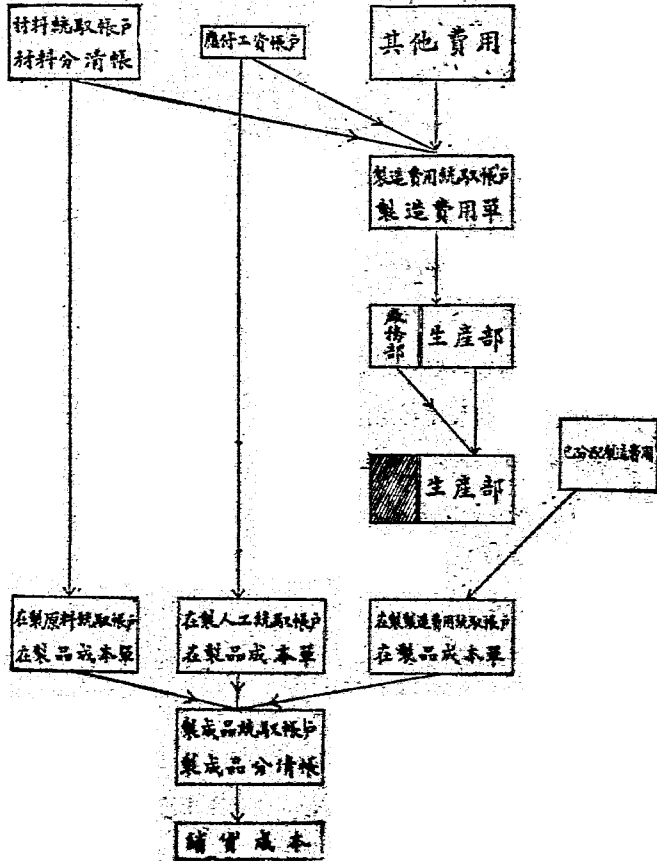 材料統馭帳戶
材料分清帳
應付工資帳戶
其他費用
製造費用統馭帳戶
製造費用單
廠務部
生產部
生產部
已分配製造費用
在製原料統馭帳戶
在製品成本單
在製人工統馭帳戶
在製品成本單
在製製造費用統馭帳戶
在製品成本單
製成品統馭帳戶
製成品分清帳
銷貨成本